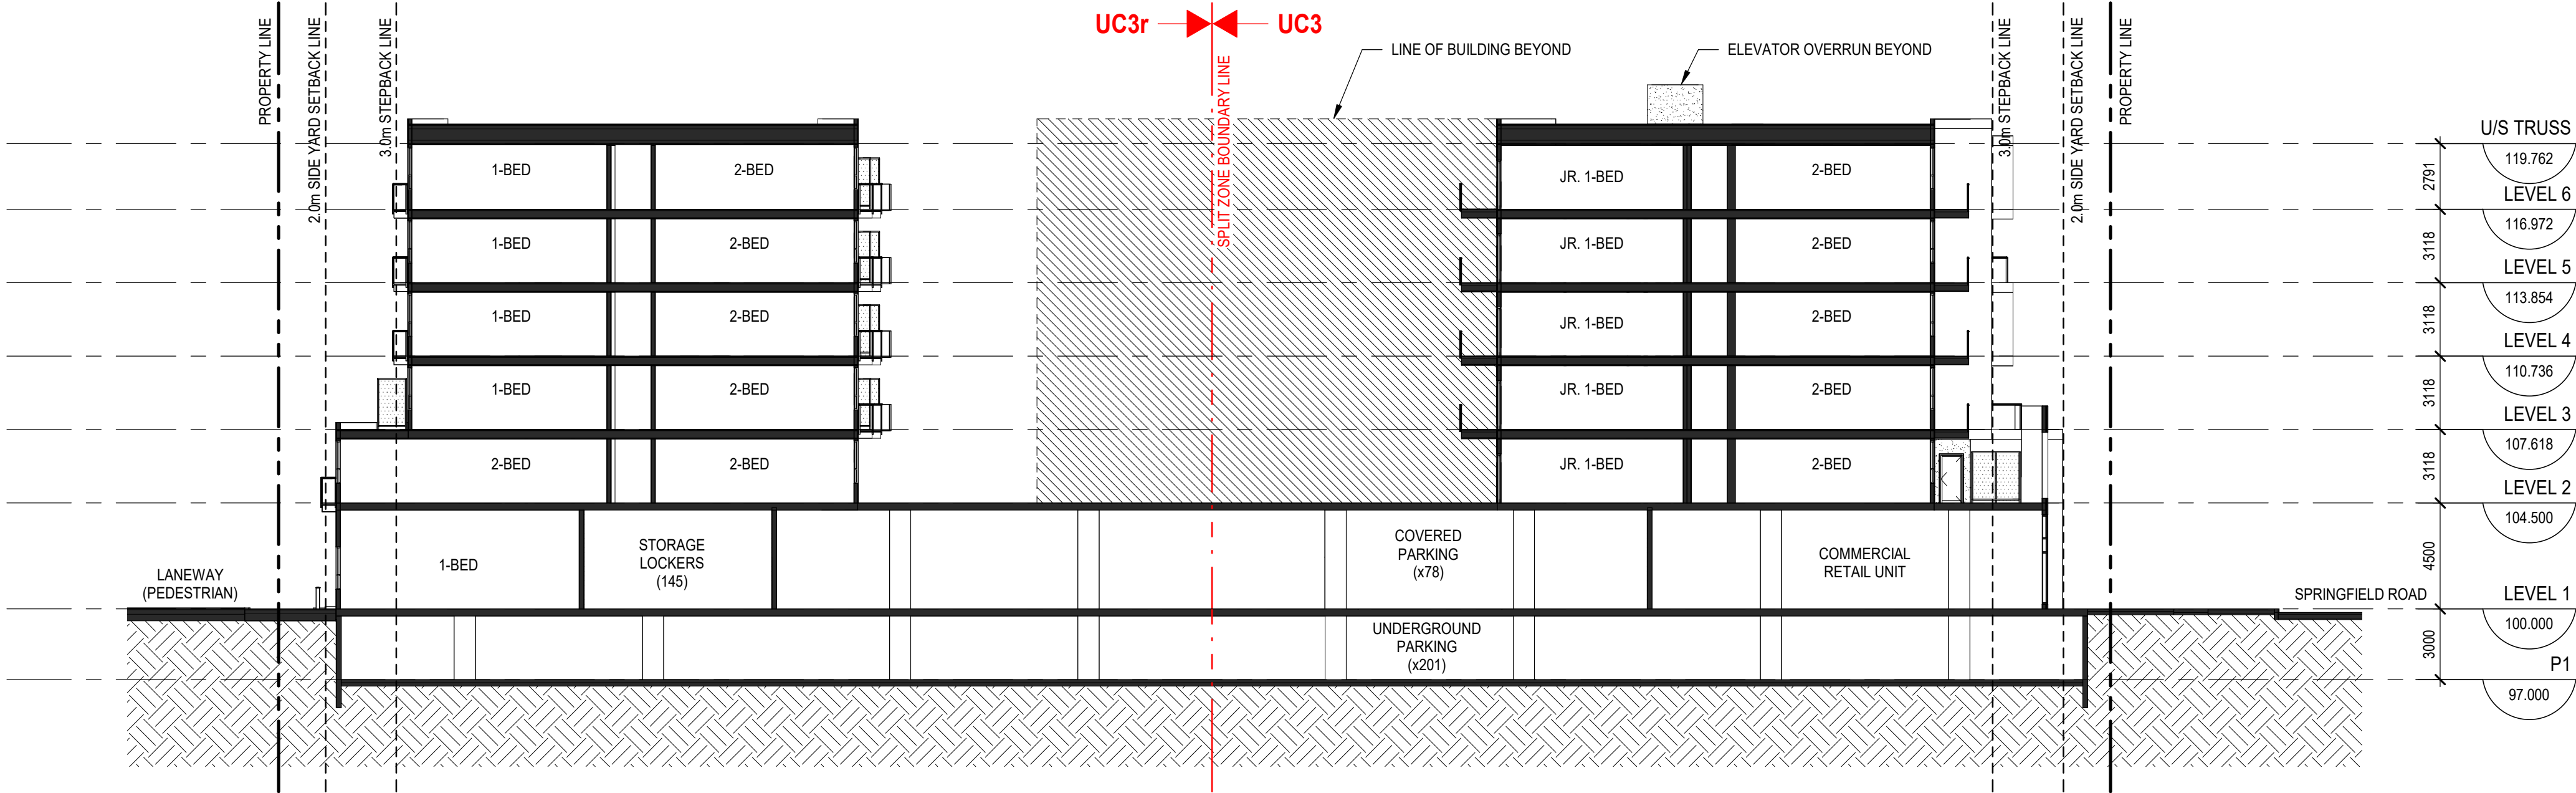 UC3r
UC3
LINE OF BUILDING BEYOND
ELEVATOR OVERRUN BEYOND
PROPERTY LINE
2.0m SIDE YARD SETBACK LINE
3.0m STEPBACK LINE
SPLIT ZONE BOUNDARY LINE
3.0m STEPBACK LINE
2.0m SIDE YARD SETBACK LINE
PROPERTY LINE
U/S TRUSS
119.762
2791
1-BED
2-BED
JR. 1-BED
2-BED
LEVEL 6
116.972
3118
1-BED
2-BED
JR. 1-BED
2-BED
LEVEL 5
113.854
3118
1-BED
2-BED
JR. 1-BED
2-BED
LEVEL 4
110.736
3118
1-BED
2-BED
JR. 1-BED
2-BED
LEVEL 3
107.618
3118
2-BED
2-BED
JR. 1-BED
2-BED
LEVEL 2
104.500
4500
1-BED
STORAGE
LOCKERS
(145)
COVERED
PARKING
(x78)
COMMERCIAL
RETAIL UNIT
LANEWAY
(PEDESTRIAN)
SPRINGFIELD ROAD
LEVEL 1
100.000
3000
UNDERGROUND
PARKING
(x201)
P1
97.000